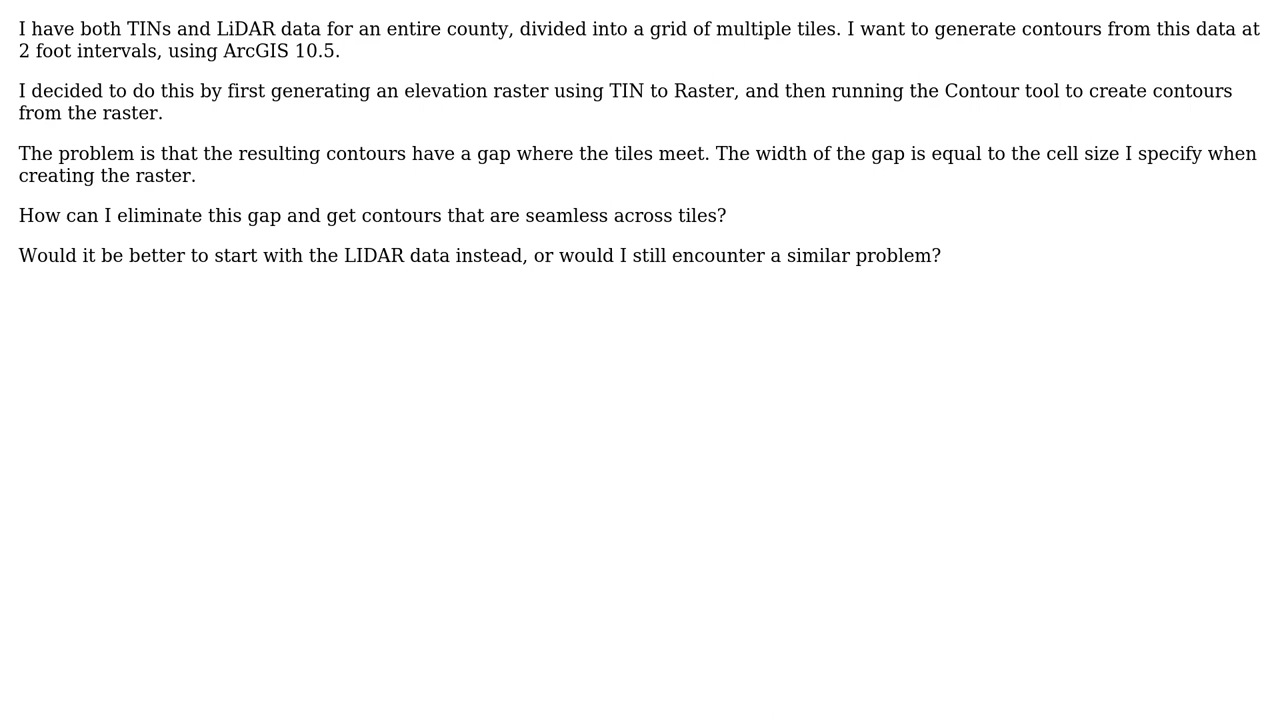 I have both TINs and LiDAR data for an entire county, divided into a grid of multiple tiles. I want to generate contours from this data at
2 foot intervals, using ArcGIS 10.5.
I decided to do this by first generating an elevation raster using TIN to Raster, and then running the Contour tool to create contours
from the raster.
The problem is that the resulting contours have a gap where the tiles meet. The width of the gap is equal to the cell size I specify when
creating the raster.
How can I eliminate this gap and get contours that are seamless across tiles?
Would it be better to start with the LIDAR data instead, or would I still encounter a similar problem?